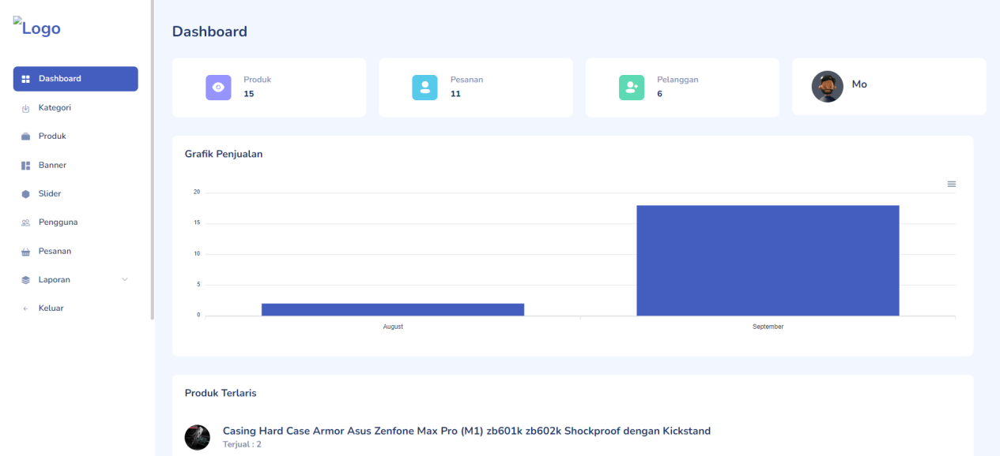 Logo
Dashboard
Kategori
Produk
Banner
Slider
Pengguna
Pesanan
Laporan
Keluar
Dashboard
Produk
15
Pesanan
11
Pelanggan
6
Mo
Grafik Penjualan
20
15
10
5
0
August
September
Produk Terlaris
Casing Hard Case Armor Asus Zenfone Max Pro (M1) zb601k zb602k Shockproof dengan Kickstand
Terjual : 2